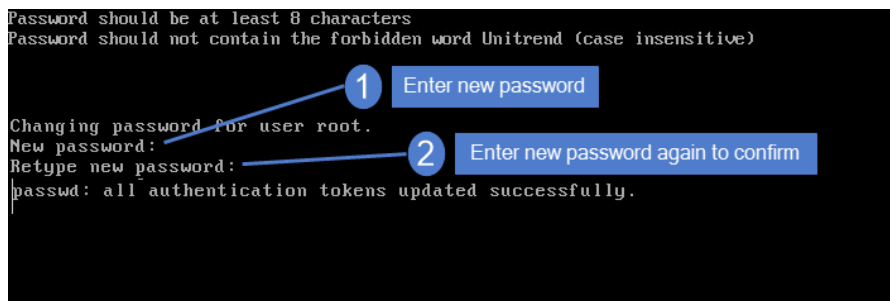 Password should be at least 8 characters
Password should not contain the forbidden word Unitrend (case insensitive)
1 Enter new password
Changing password for user root.
New password:
2 Enter new password again to confirm
Retype new password:
passwd: all authentication tokens updated successfully.